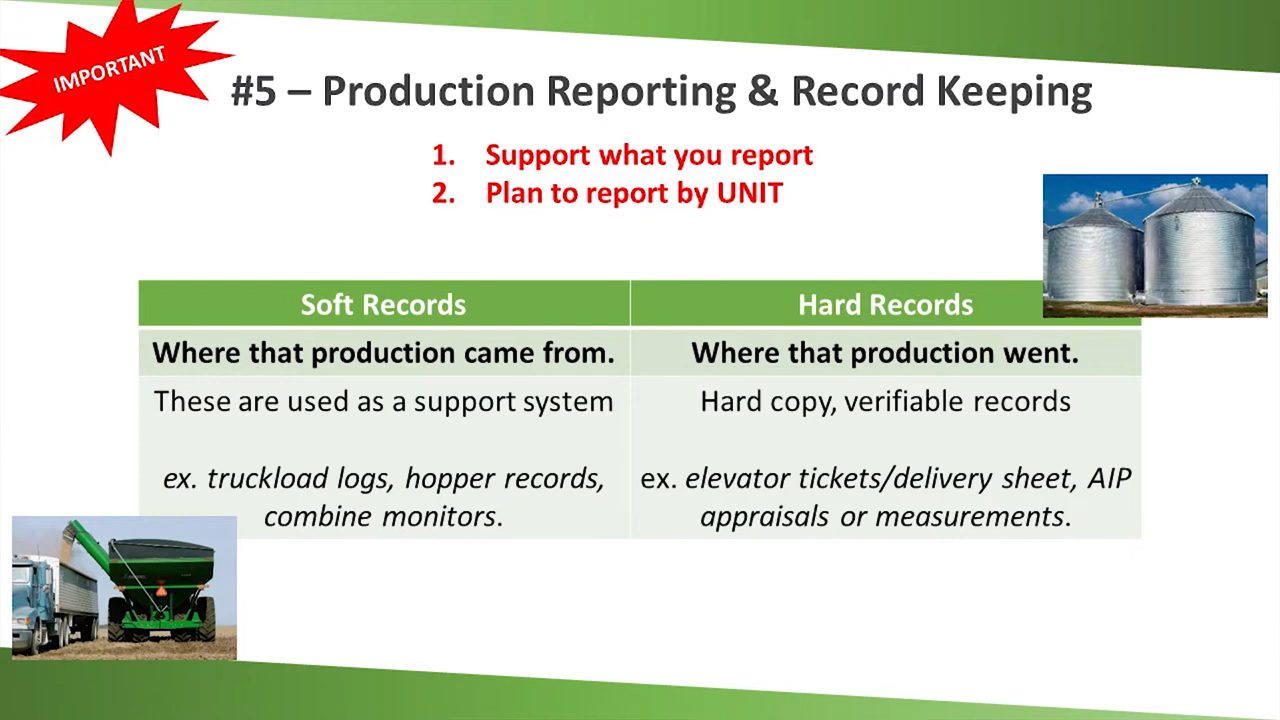 IMPORTANT
#5 – Production Reporting & Record Keeping
1. Support what you report
2. Plan to report by UNIT
Soft Records
Hard Records
Where that production came from.
Where that production went.
These are used as a support system
Hard copy, verifiable records
ex. truckload logs, hopper records,
combine monitors.
ex. elevator tickets/delivery sheet, AIP
appraisals or measurements.